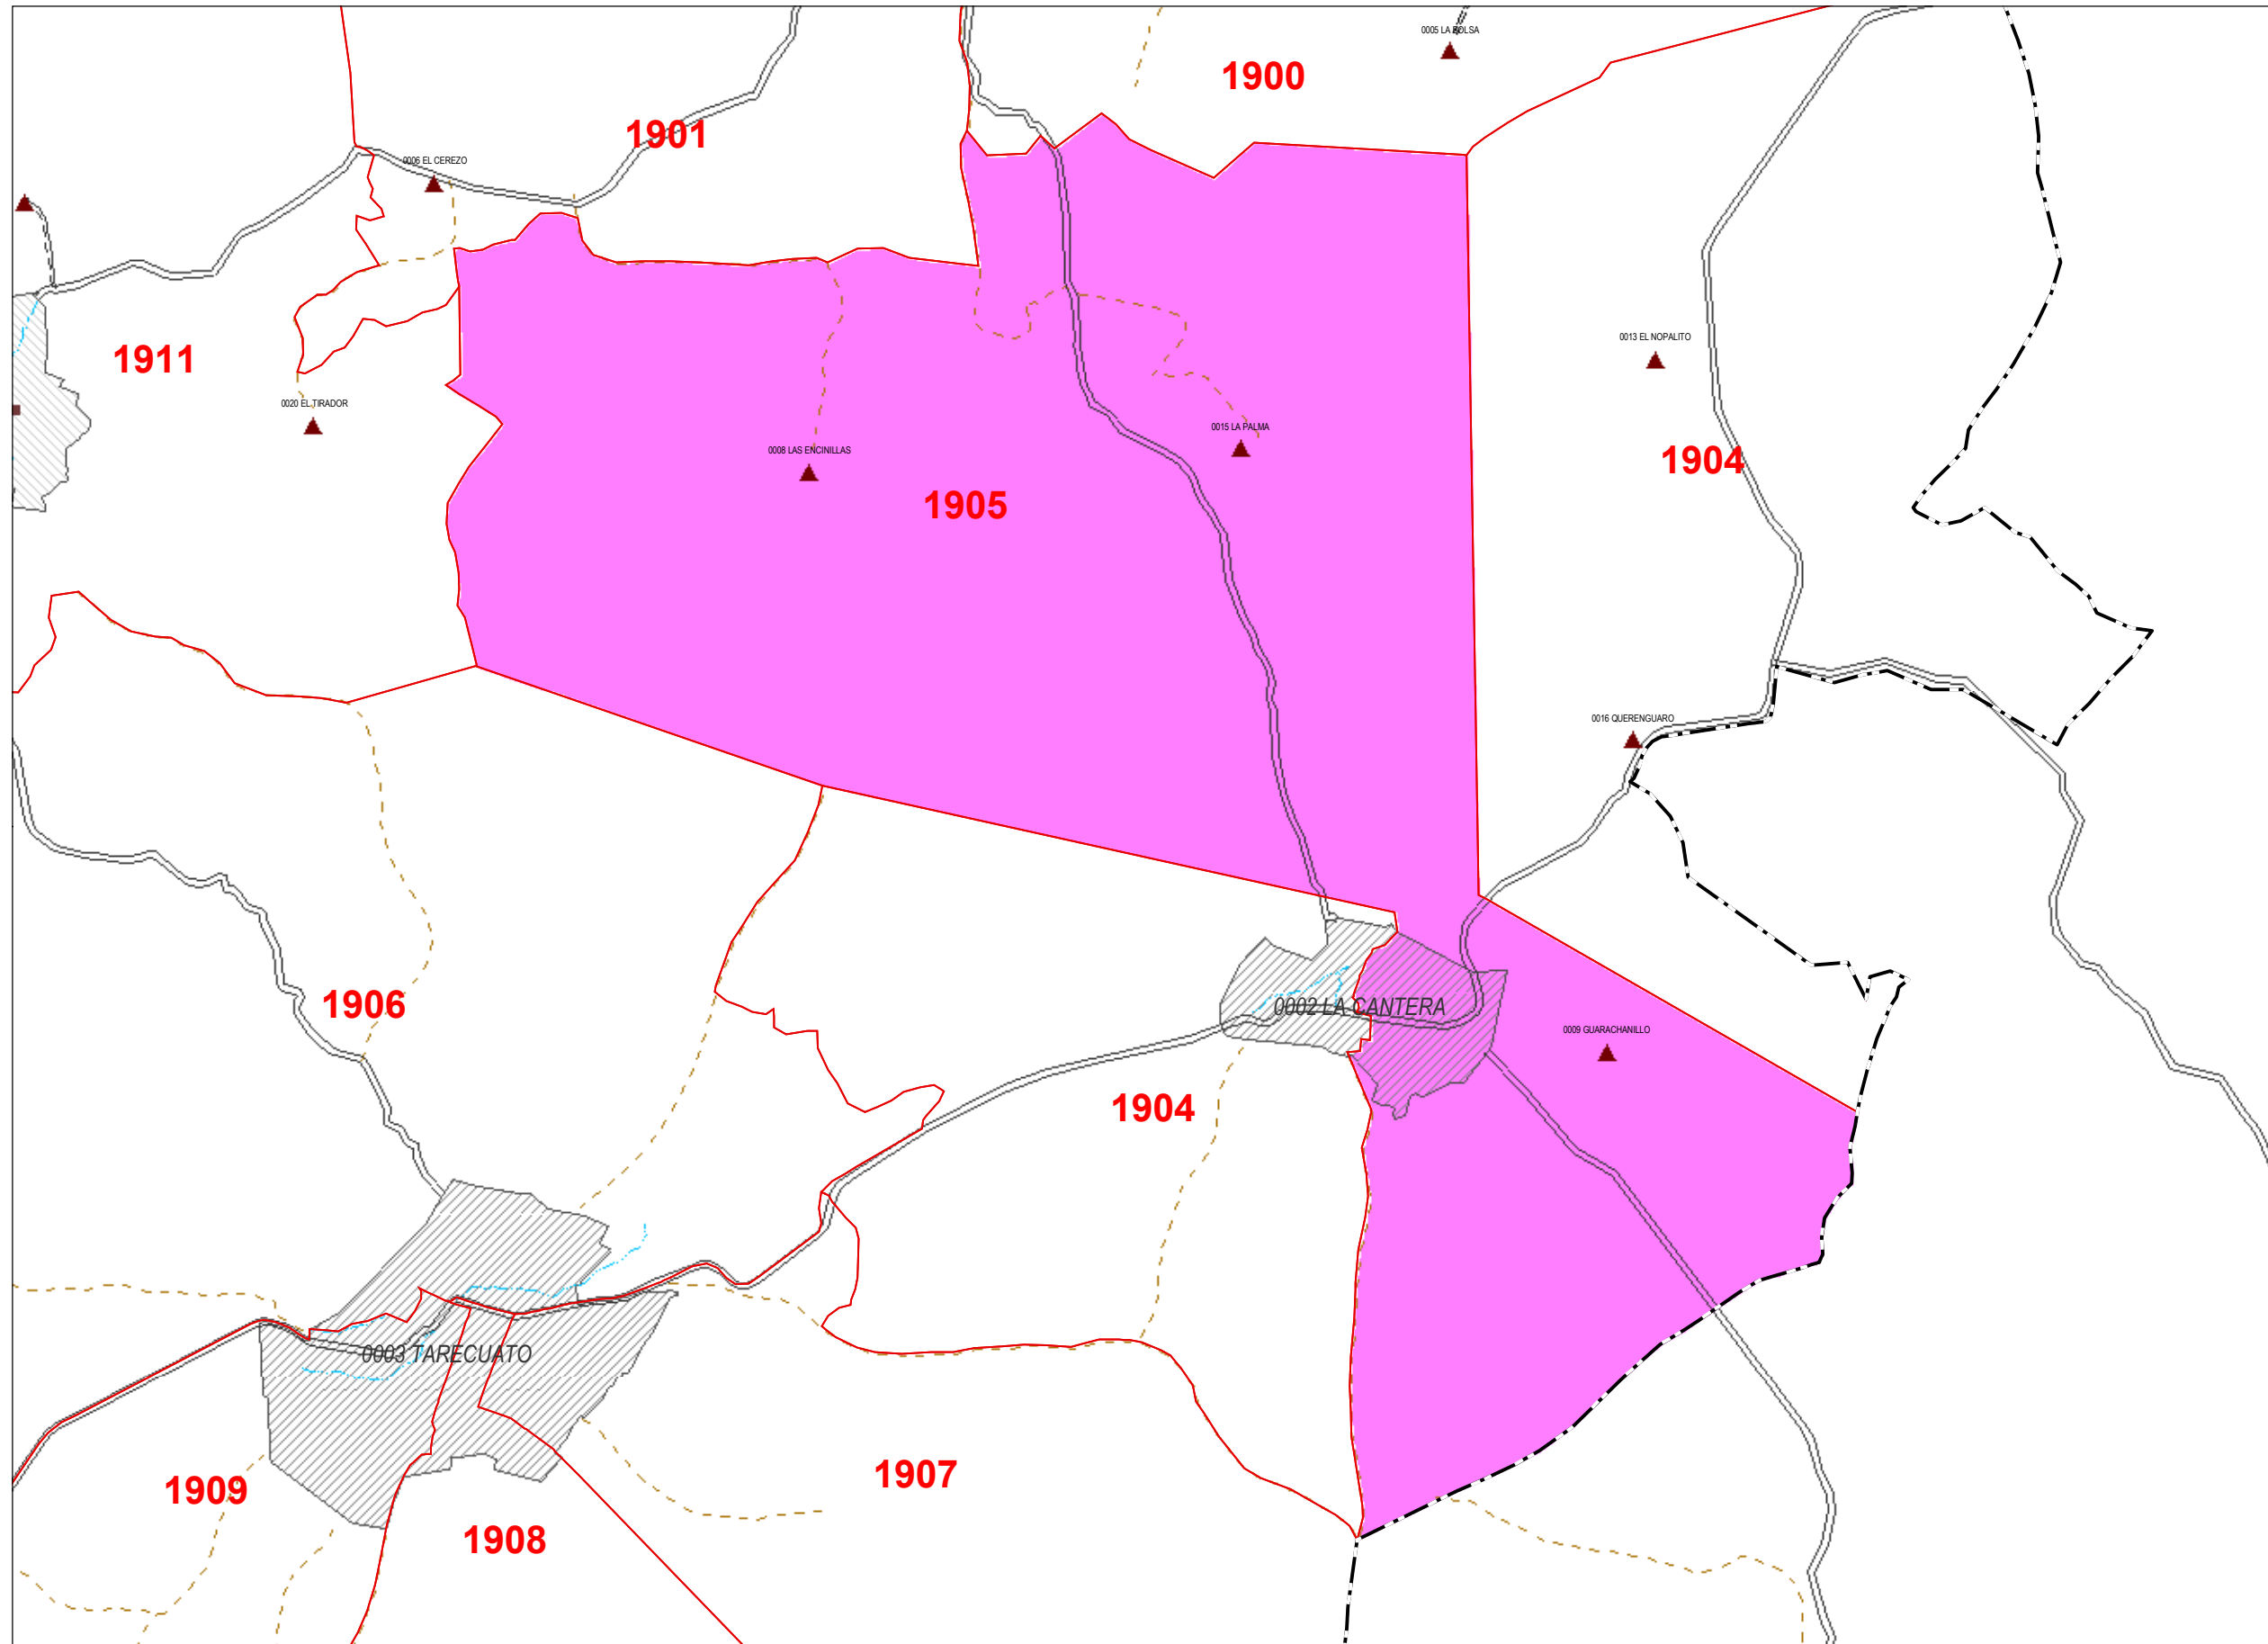 0005 LA BOLSA
1900
1901
0006 EL CEREZO
0013 EL NOPALITO
1911
0020 EL TIRADOR
0015 LA PALMA
0008 LAS ENCINILLAS
1904
1905
0016 QUERENGUARO
1906
0002 LA CANTERA
0009 GUARACHANILLO
1904
0003 TARECUATO
1907
1909
1908